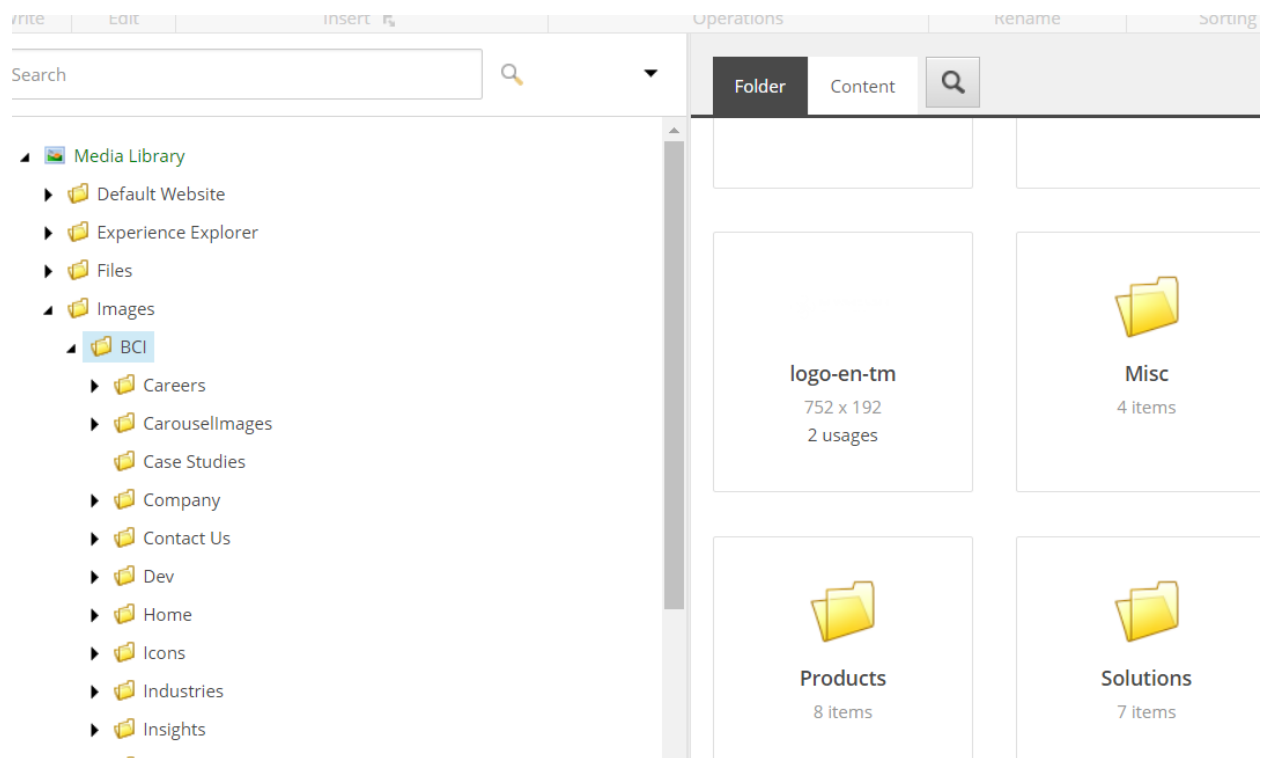 Write Edit Insert Operations Rename Sorting
Search
Folder Content
Media Library
Default Website
Experience Explorer
Files
Images
BCI
Careers
CarouselImages
Case Studies
Company
Contact Us
Dev
Home
Icons
Industries
Insights
logo-en-tm
752 x 192
2 usages
Misc
4 items
Products
8 items
Solutions
7 items